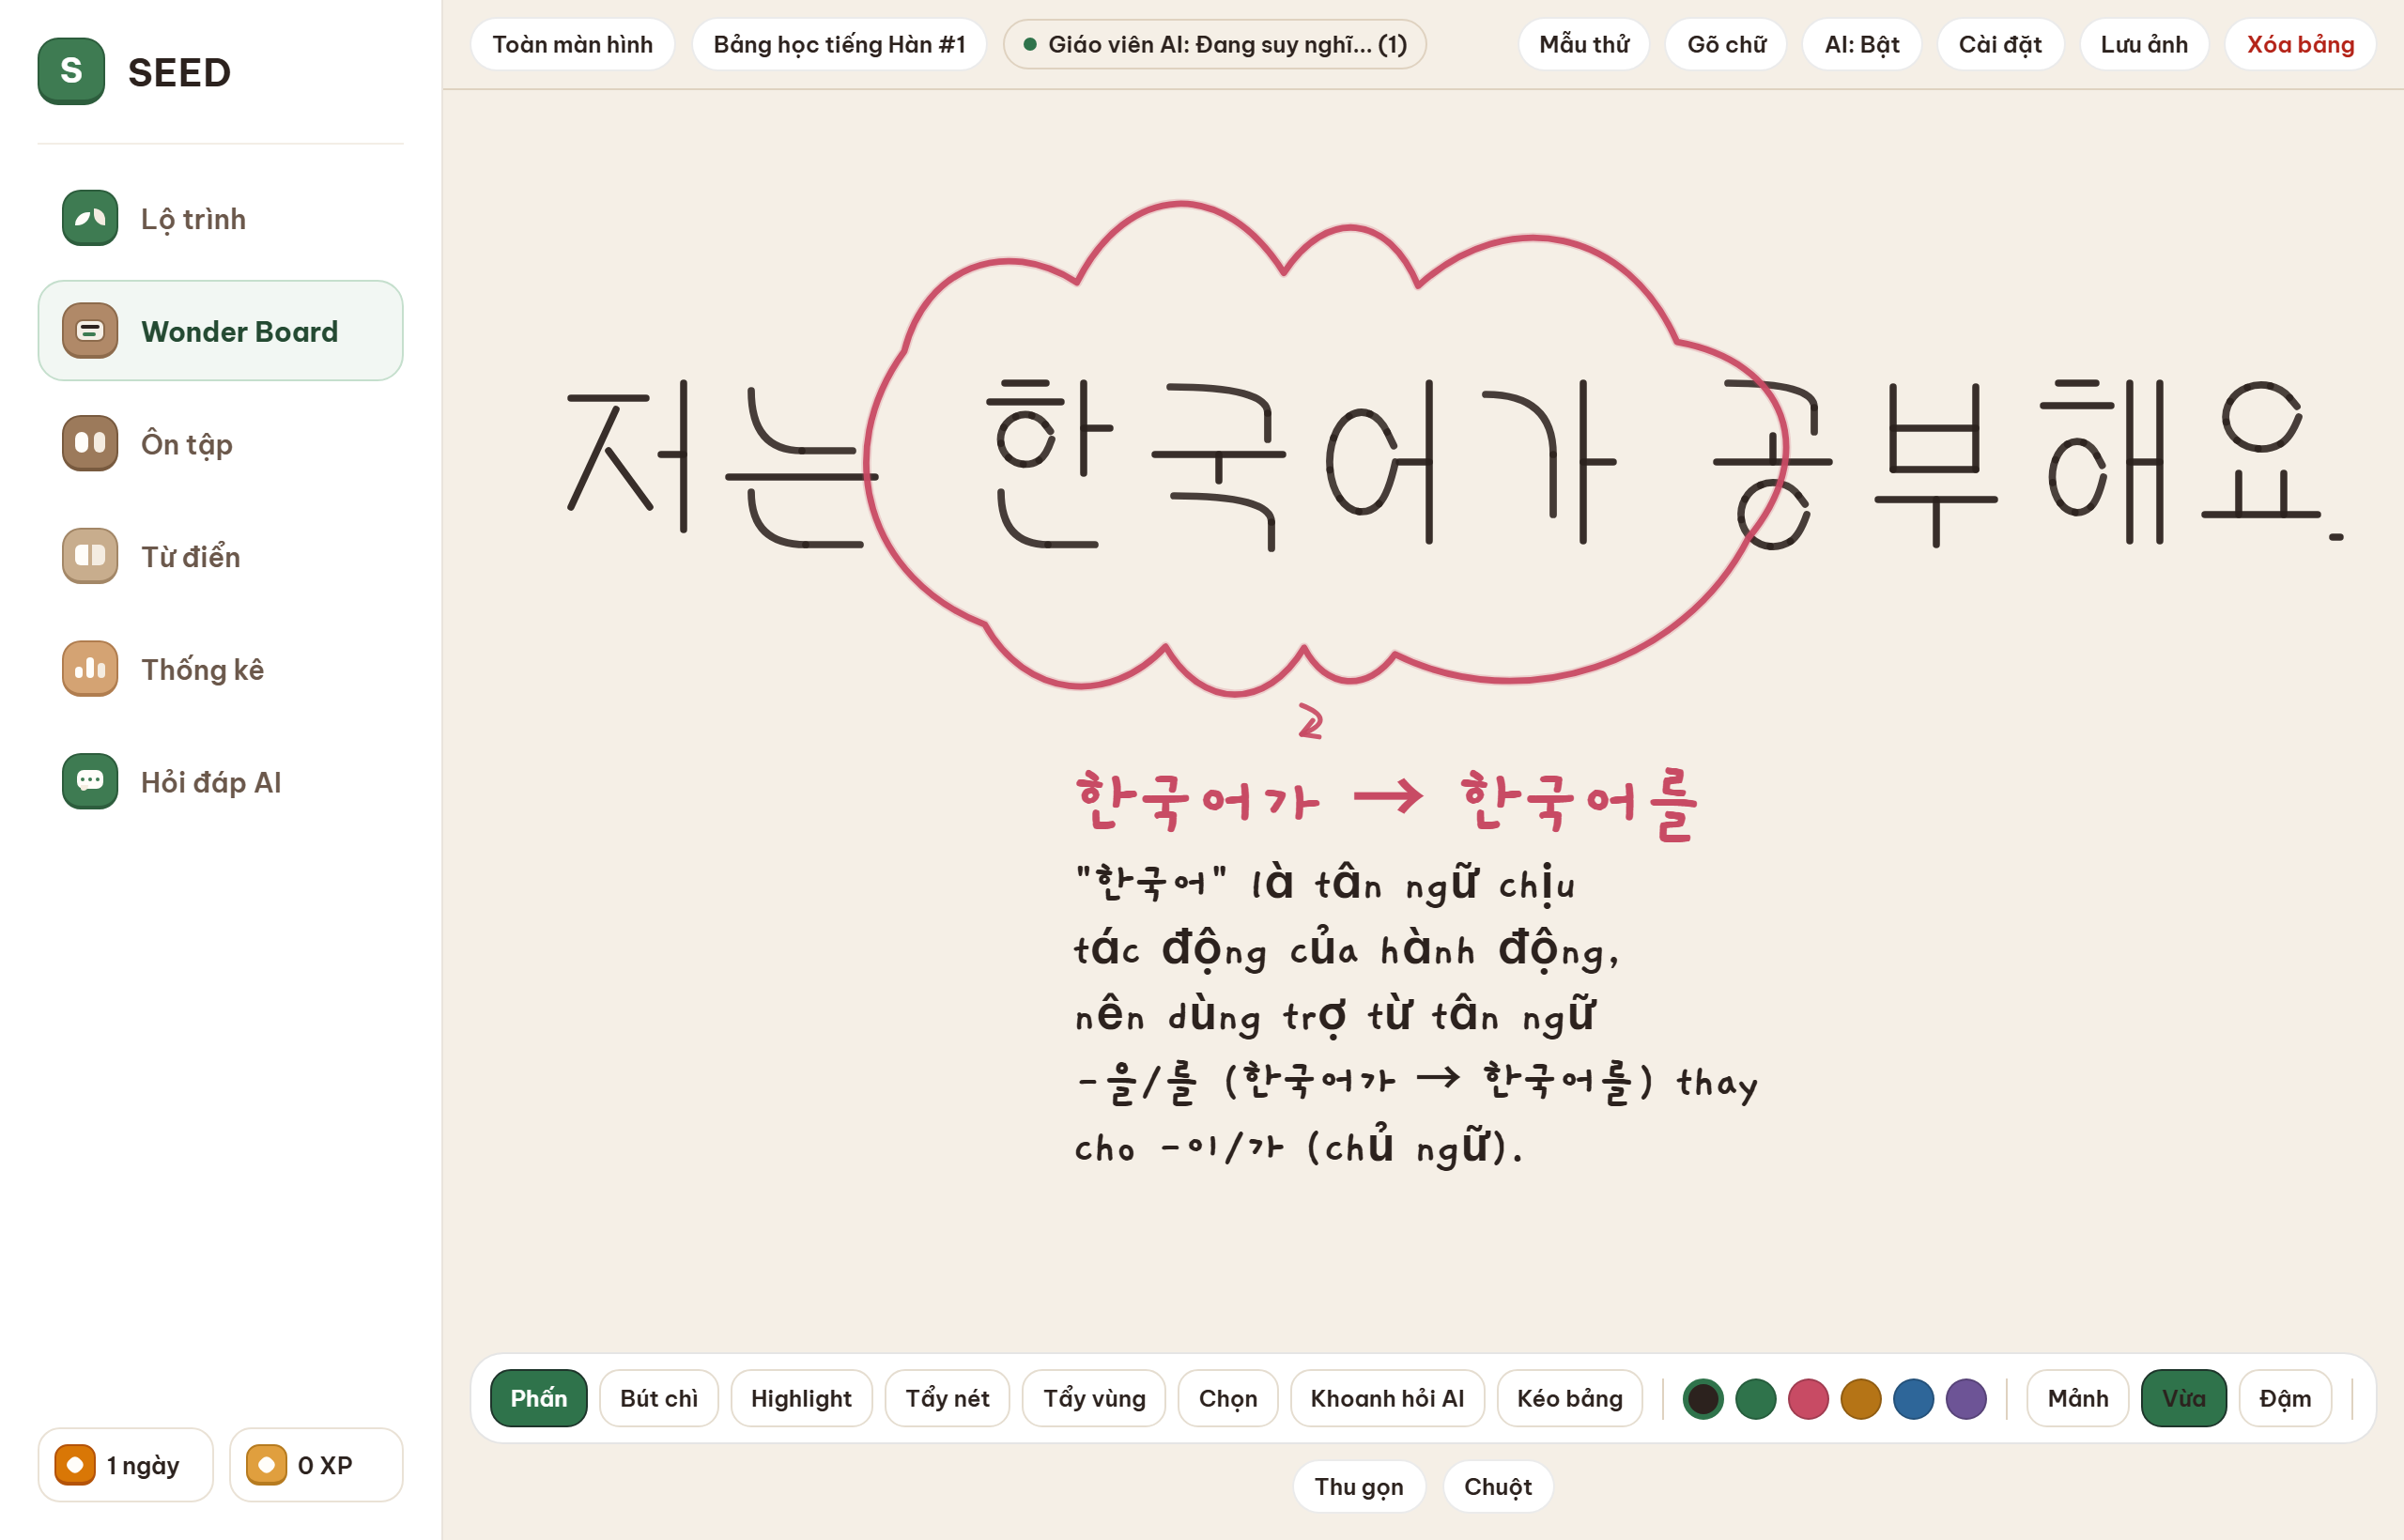 S SEED
Toàn màn hình
Bảng học tiếng Hàn #1
Giáo viên AI: Đang suy nghĩ... (1)
Mẫu thử
Gõ chữ
AI: Bật
Cài đặt
Lưu ảnh
Xóa bảng
Lộ trình
Wonder Board
Ôn tập
Từ điển
Thống kê
Hỏi đáp AI
1 ngày
0 XP
저는 한국어가 공부해요.
한국어가 → 한국어를
"한국어" là tân ngữ chịu
tác động của hành động,
nên dùng trợ từ tân ngữ
-을/를 (한국어가 → 한국어를) thay
cho -이/가 (chủ ngữ).
Phấn
Bút chì
Highlight
Tẩy nét
Tẩy vùng
Chọn
Khoanh hỏi AI
Kéo bảng
Mảnh
Vừa
Đậm
Thu gọn
Chuột